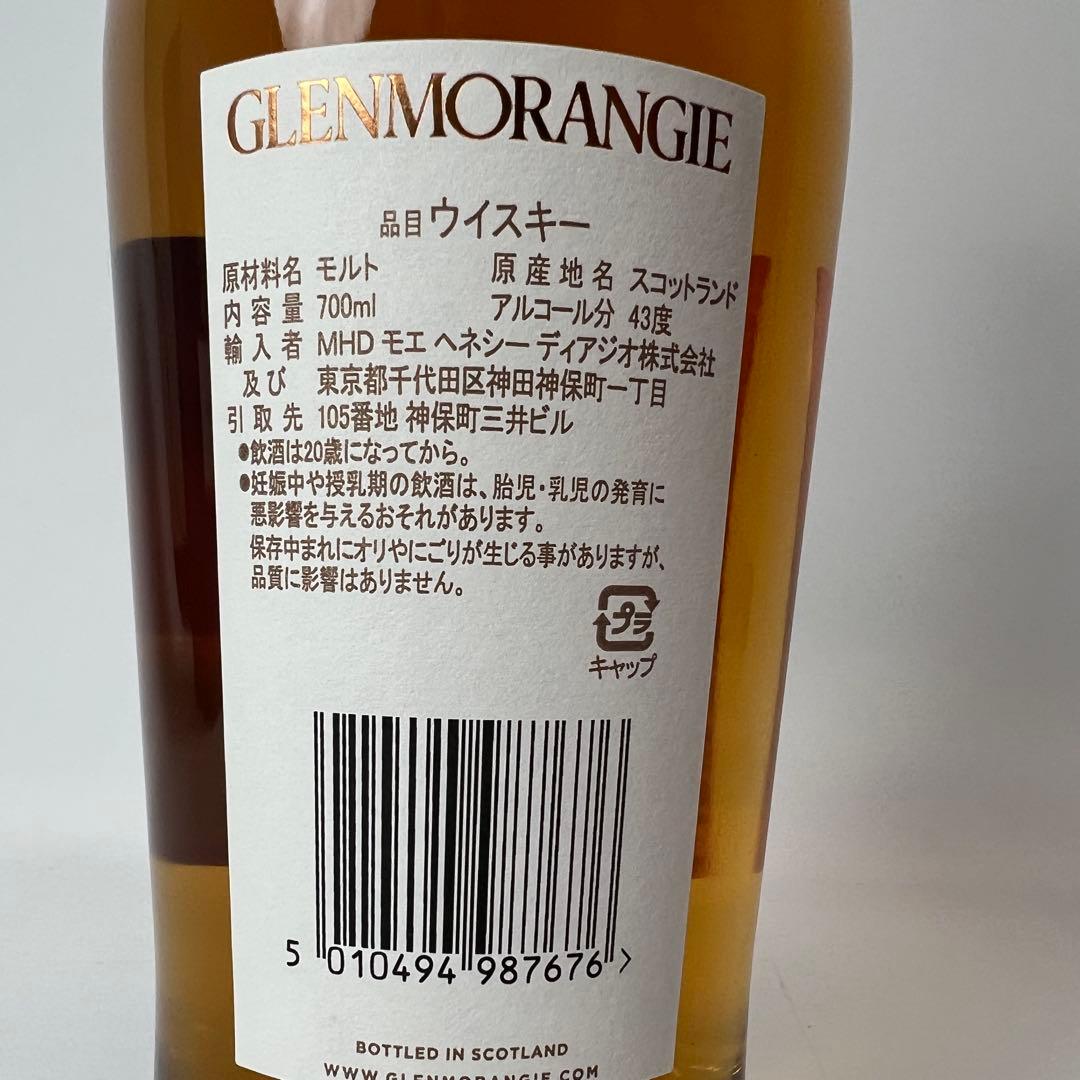 GLENMORANGIE
品目 ウイスキー
原材料名 モルト 原産地名 スコットランド
内容量 700ml アルコール分 43度
輸入者 MHD モエ ヘネシー ディアジオ株式会社
及び 東京都千代田区神田神保町一丁目
引取先 105番地 神保町三井ビル
●飲酒は20歳になってから。
●妊娠中や授乳期の飲酒は、胎児・乳児の発育に
悪影響を与えるおそれがあります。
保存中まれにオリやにごりが生じる事がありますが、
品質に影響はありません。
プラ
キャップ
5 010494 987676 >
BOTTLED IN SCOTLAND
WWW.GLENMORANGIE.COM